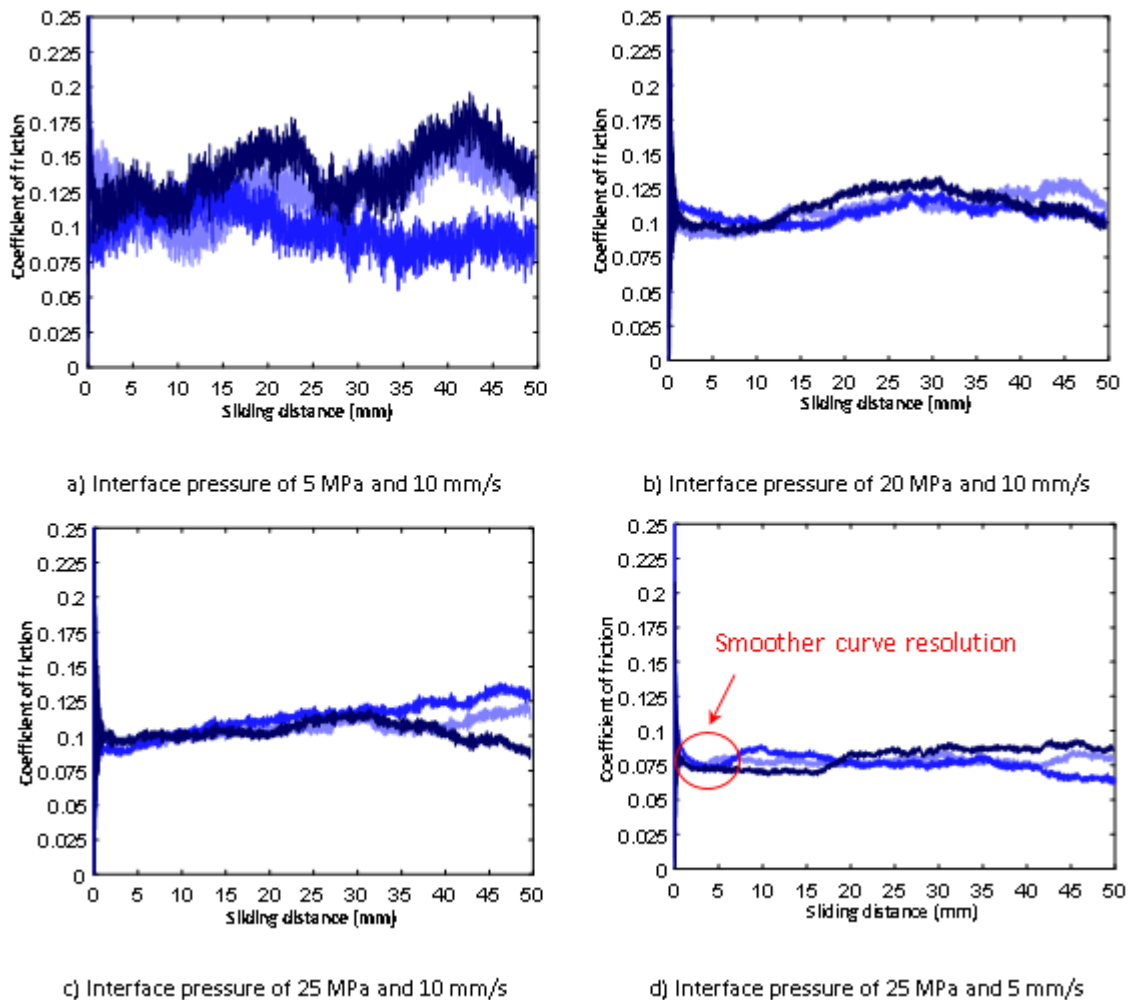 0.25
0.225
0.2
0.175
0.15
0.125
0.1
0.075
0.05
0.025
0
Coefficient of friction
0 5 10 15 20 25 30 35 40 45 50
Sliding distance (mm)
a) Interface pressure of 5 MPa and 10 mm/s
0.25
0.225
0.2
0.175
0.15
0.125
0.1
0.075
0.05
0.025
0
Coefficient of friction
0 5 10 15 20 25 30 35 40 45 50
Sliding distance (mm)
b) Interface pressure of 20 MPa and 10 mm/s
0.25
0.225
0.2
0.175
0.15
0.125
0.1
0.075
0.05
0.025
0
Coefficient of friction
0 5 10 15 20 25 30 35 40 45 50
Sliding distance (mm)
c) Interface pressure of 25 MPa and 10 mm/s
0.25
0.225
0.2
0.175
0.15
0.125
0.1
0.075
0.05
0.025
0
Coefficient of friction
Smoother curve resolution
0 5 10 15 20 25 30 35 40 45 50
Sliding distance (mm)
d) Interface pressure of 25 MPa and 5 mm/s